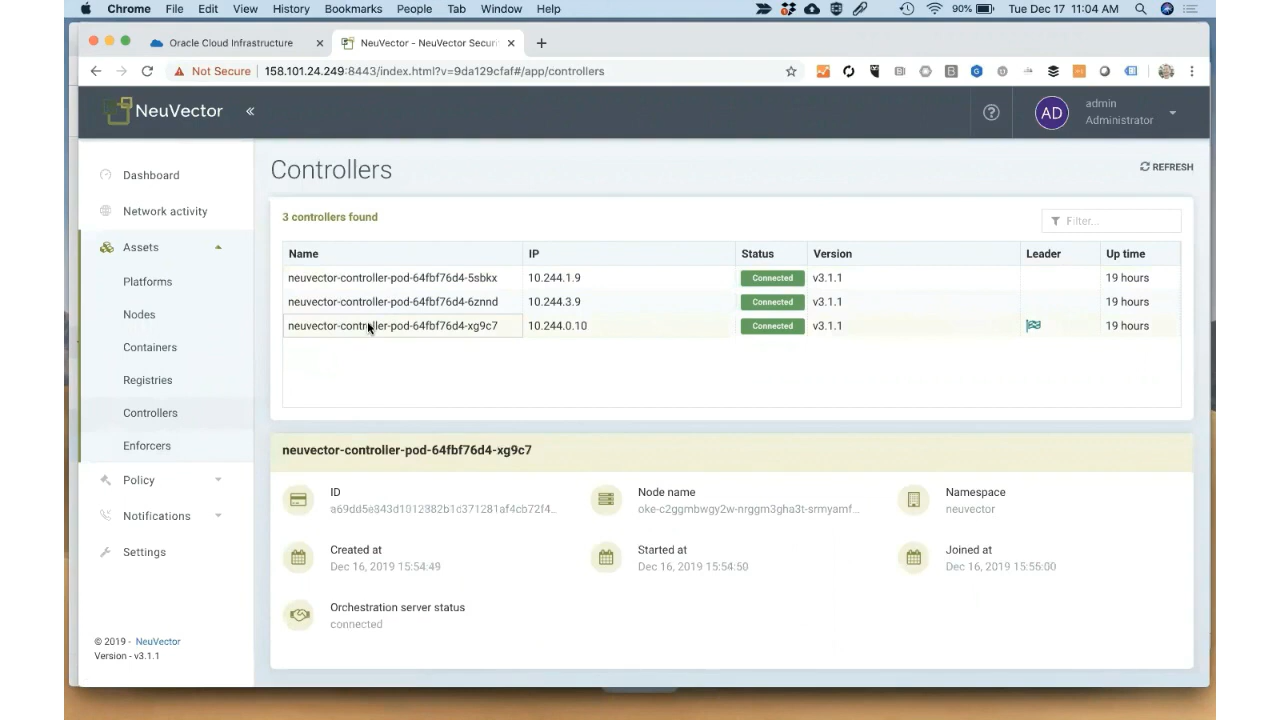 Chrome File Edit View History Bookmarks People Tab Window Help 90% Tue Dec 17 11:04 AM
Oracle Cloud Infrastructure
NeuVector - NeuVector Securi
Not Secure 158.101.24.249:8443/index.html?v=9da129cfaf#/app/controllers
NeuVector «
AD
admin
Administrator
Dashboard
Network activity
Assets
Platforms
Nodes
Containers
Registries
Controllers
Enforcers
Policy
Notifications
Settings
© 2019 - NeuVector
Version - v3.1.1
Controllers
REFRESH
3 controllers found
Filter...
Name IP Status Version Leader Up time
neuvector-controller-pod-64fbf76d4-5sbkx 10.244.1.9 Connected v3.1.1 19 hours
neuvector-controller-pod-64fbf76d4-6znnd 10.244.3.9 Connected v3.1.1 19 hours
neuvector-controller-pod-64fbf76d4-xg9c7 10.244.0.10 Connected v3.1.1 19 hours
neuvector-controller-pod-64fbf76d4-xg9c7
ID
a69dd5e343d1012382b1d371281af4cb72f4...
Node name
oke-c2ggmbwgy2w-nrggm3gha3t-srmyamf...
Namespace
neuvector
Created at
Dec 16, 2019 15:54:49
Started at
Dec 16, 2019 15:54:50
Joined at
Dec 16, 2019 15:55:00
Orchestration server status
connected